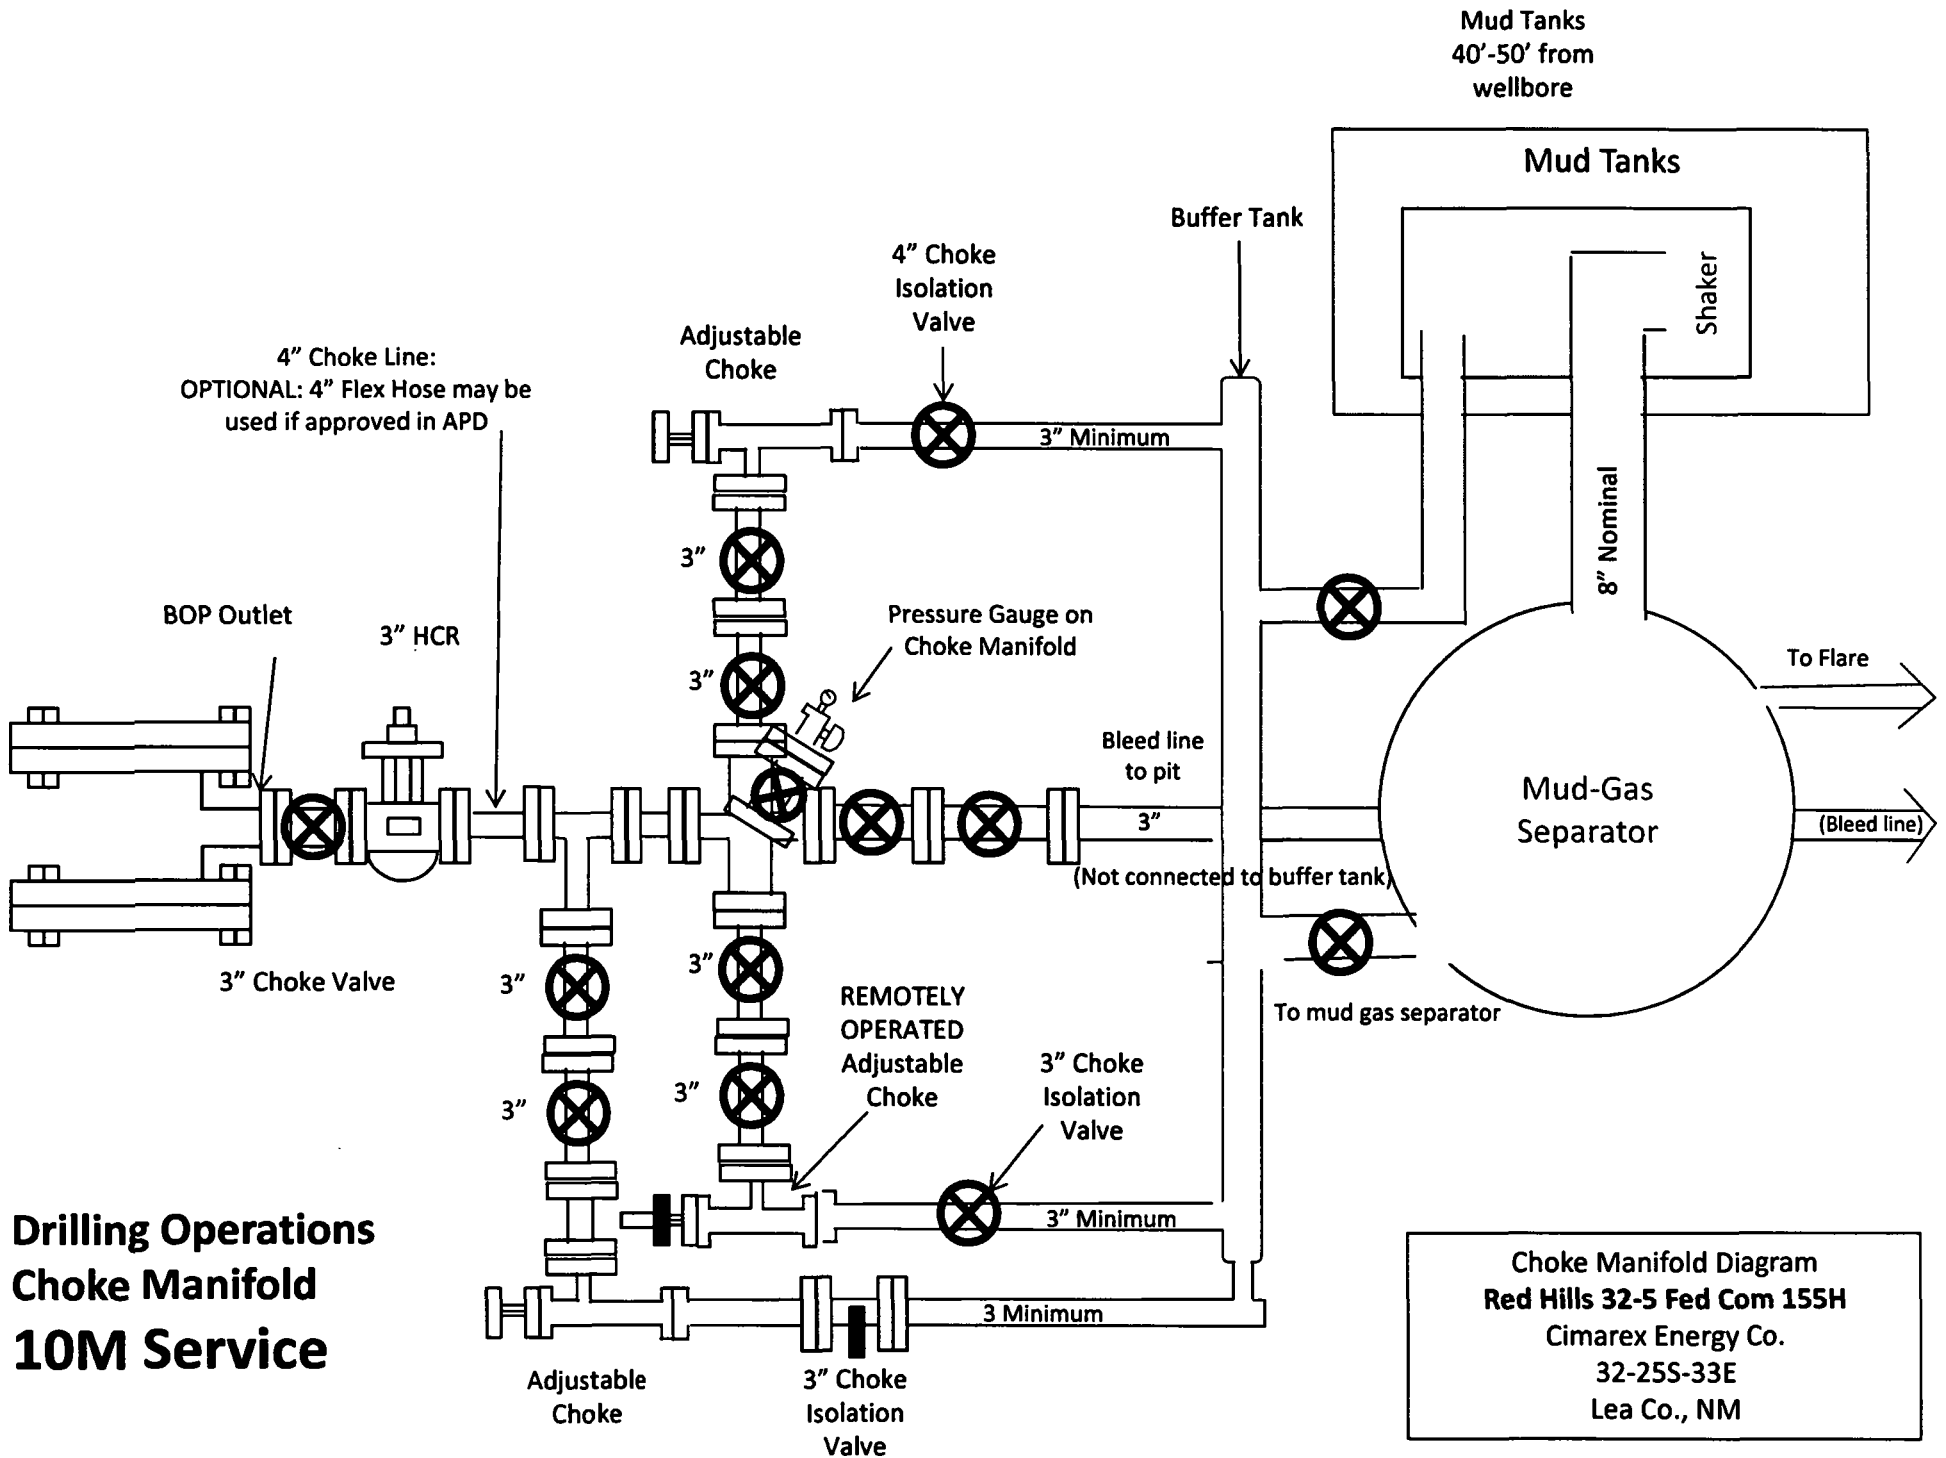 Mud Tanks
40’-50’ from
wellbore
Mud Tanks
Shaker
Buffer Tank
4” Choke
Isolation
Valve
Adjustable
Choke
4” Choke Line:
OPTIONAL: 4” Flex Hose may be
used if approved in APD
3” Minimum
8” Nominal
3”
BOP Outlet
3” HCR
Pressure Gauge on
Choke Manifold
3”
To Flare
Bleed line
to pit
3”
Mud-Gas
Separator
(Bleed line)
(Not connected to buffer tank)
3” Choke Valve
3”
3”
REMOTELY
OPERATED
Adjustable
Choke
To mud gas separator
3” Choke
Isolation
Valve
3”
3”
3” Minimum
3 Minimum
Adjustable
Choke
3” Choke
Isolation
Valve
Drilling Operations
Choke Manifold
10M Service
Choke Manifold Diagram
Red Hills 32-5 Fed Com 155H
Cimarex Energy Co.
32-25S-33E
Lea Co., NM